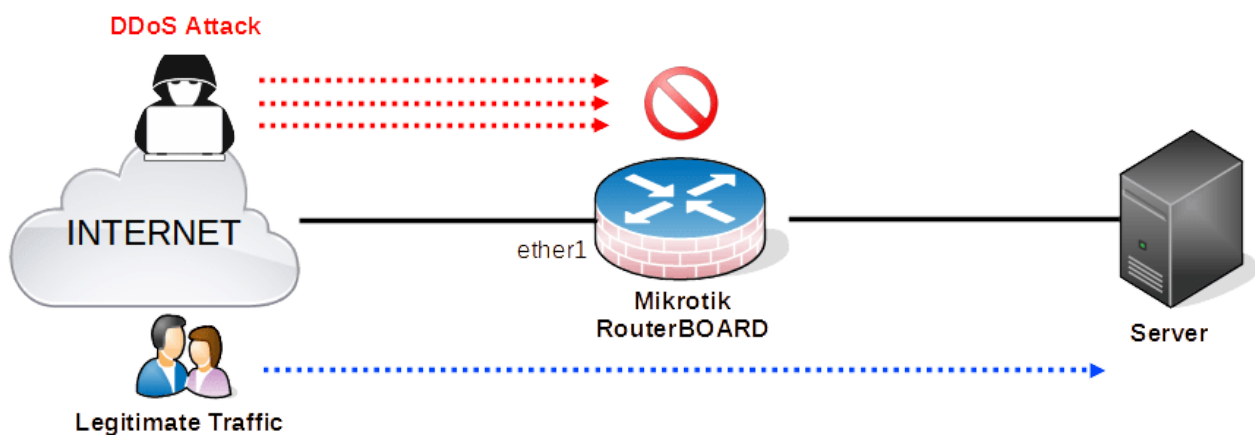 DDoS Attack
INTERNET
ether1
Mikrotik
RouterBOARD
Server
Legitimate Traffic